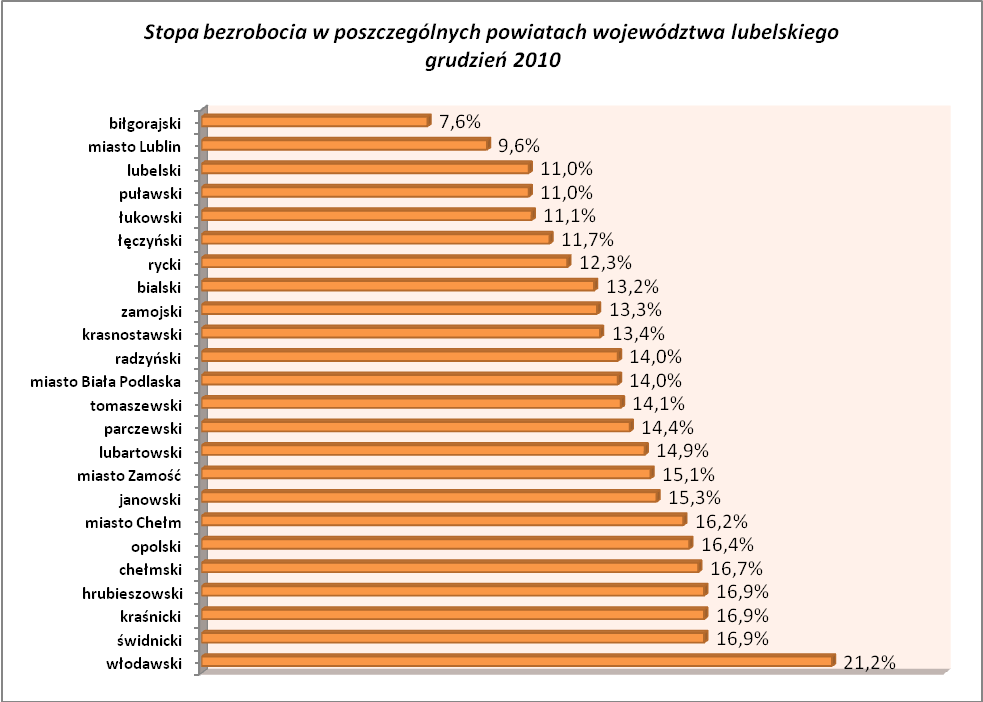 Stopa bezrobocia w poszczególnych powiatach województwa lubelskiego
grudzień 2010
biłgorajski 7,6%
miasto Lublin 9,6%
lubelski 11,0%
puławski 11,0%
łukowski 11,1%
łęczyński 11,7%
rycki 12,3%
bialski 13,2%
zamojski 13,3%
krasnostawski 13,4%
radzyński 14,0%
miasto Biała Podlaska 14,0%
tomaszewski 14,1%
parczewski 14,4%
lubartowski 14,9%
miasto Zamość 15,1%
janowski 15,3%
miasto Chełm 16,2%
opolski 16,4%
chełmski 16,7%
hrubieszowski 16,9%
kraśnicki 16,9%
świdnicki 16,9%
włodawski 21,2%